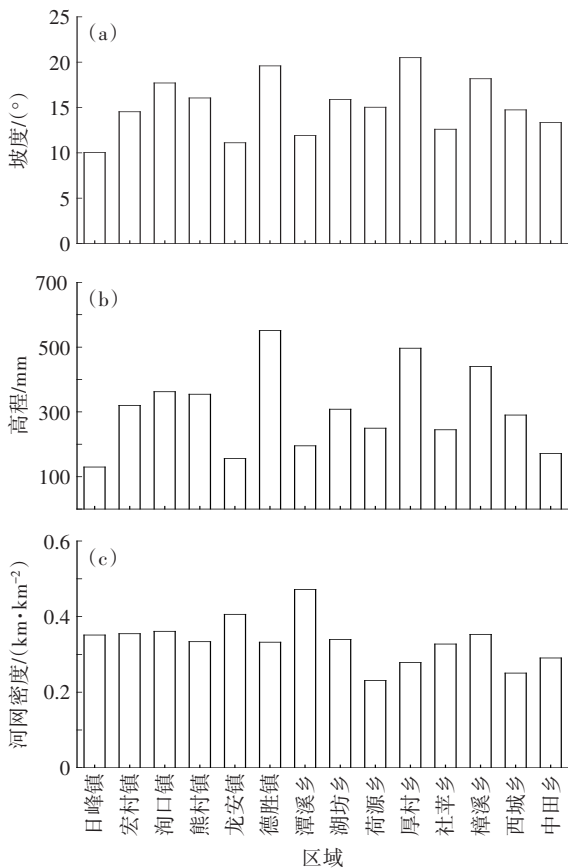 (a)
坡度/(°)
25
20
15
10
5
0
(b)
高程/mm
700
500
300
100
(c)
河网密度/(km·km⁻²)
0.6
0.4
0.2
0
日峰镇
宏村镇
洵口镇
熊村镇
龙安镇
德胜镇
潭溪乡
湖坊乡
荷源乡
厚村乡
社苹乡
樟溪乡
西城乡
中田乡
区域